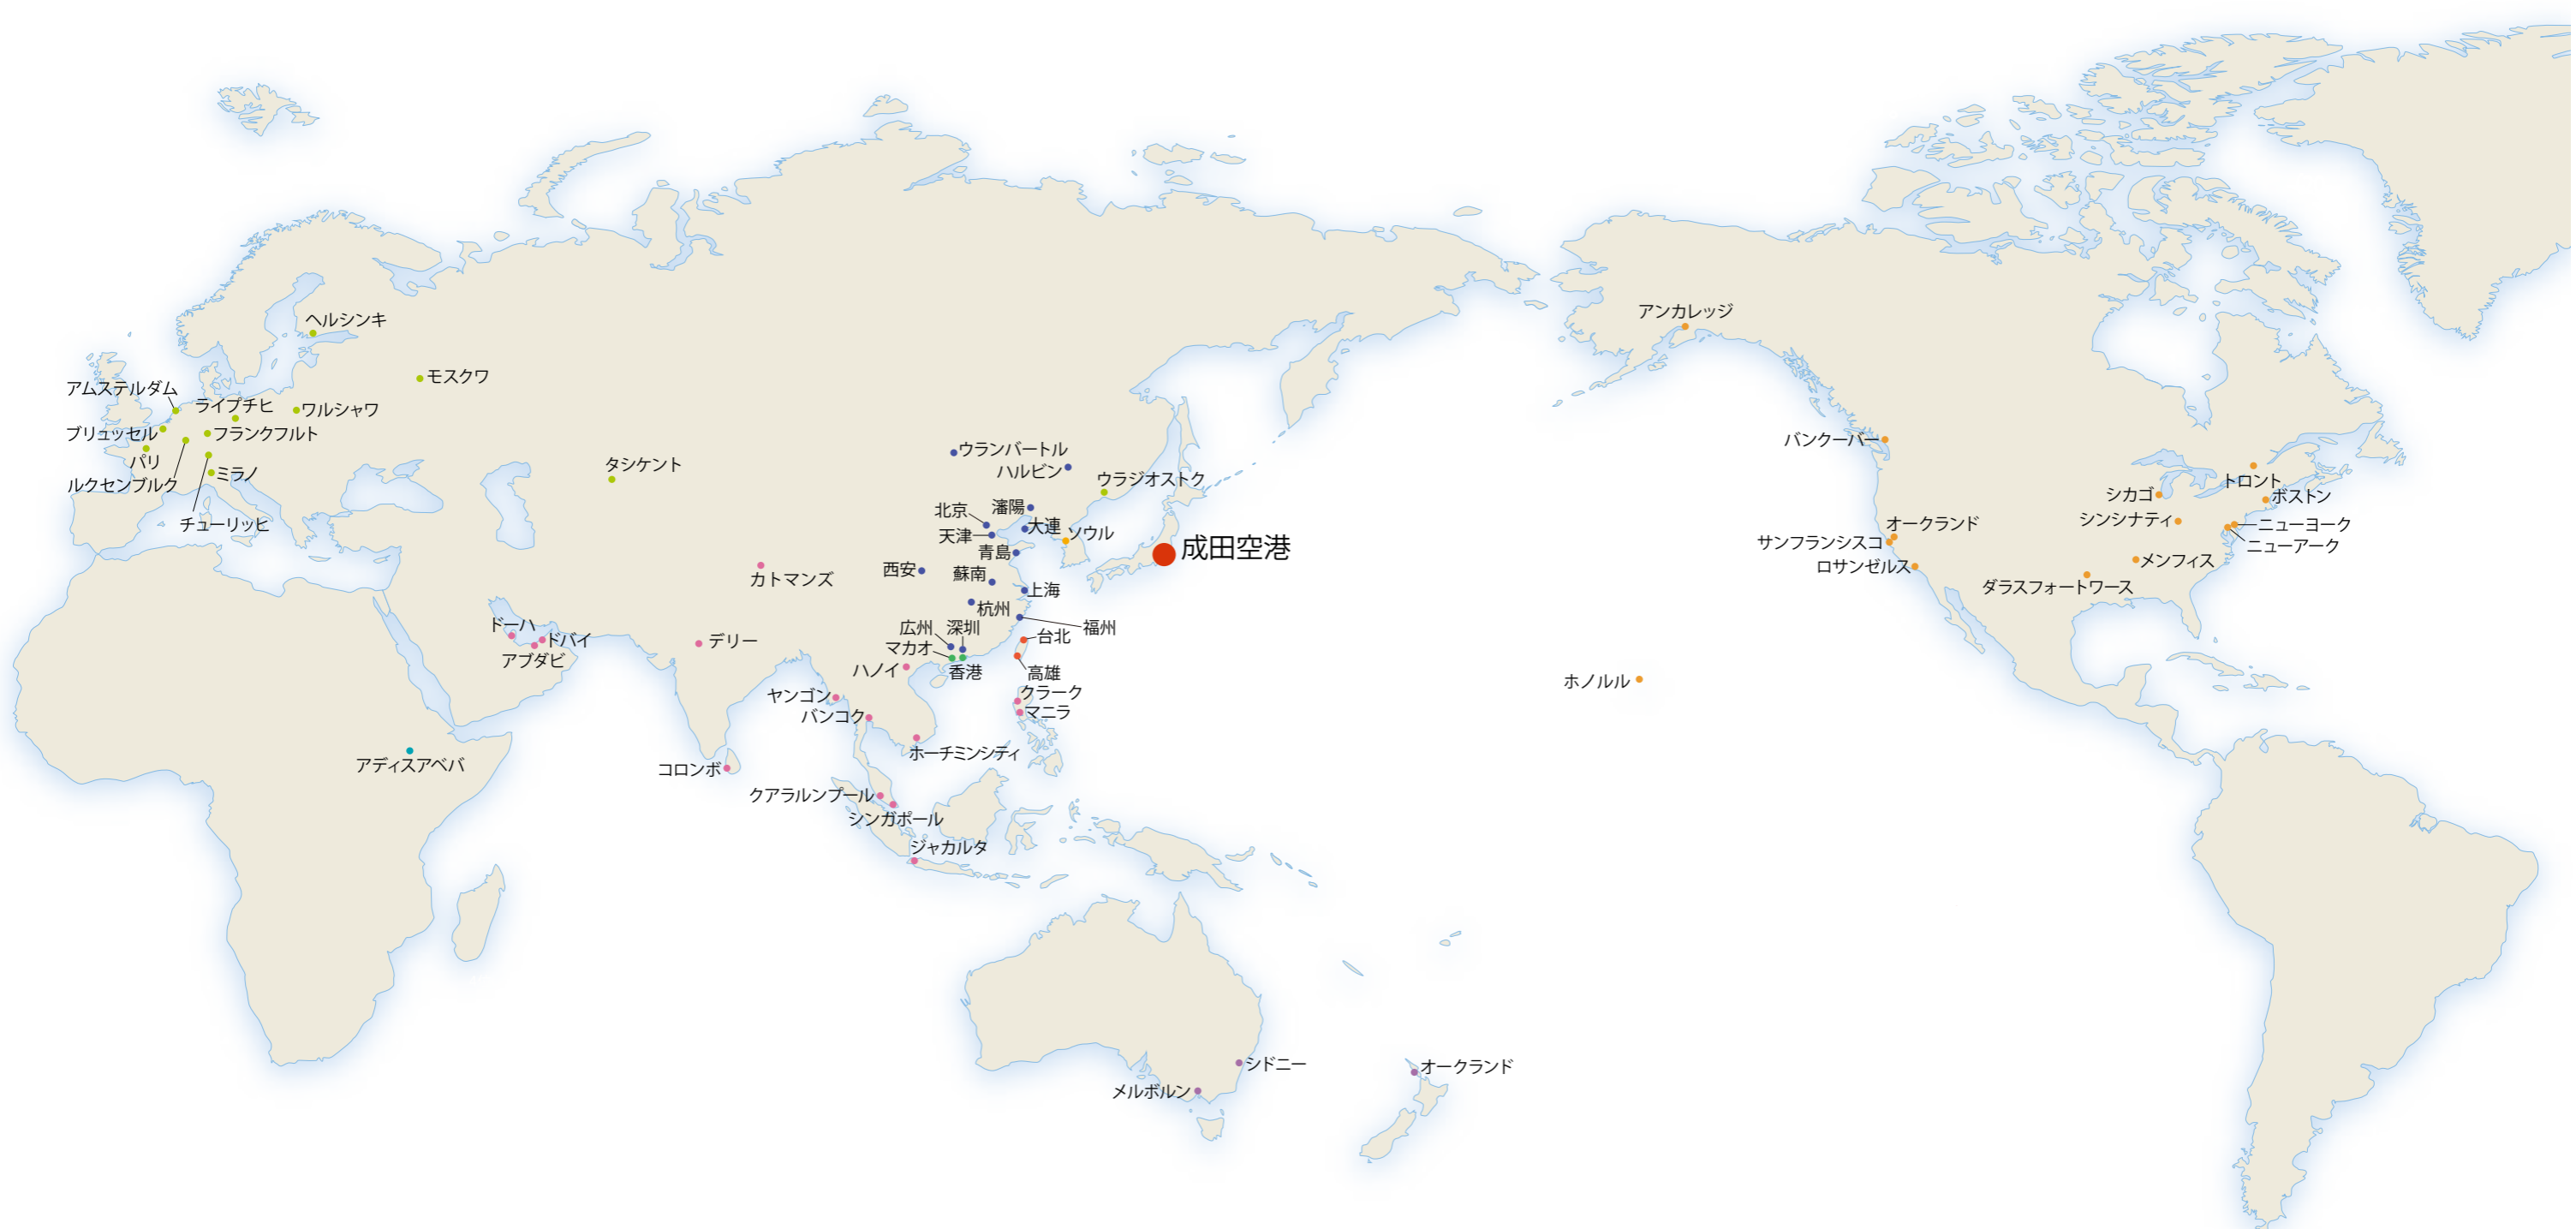 アンカレッジ
ヘルシンキ
モスクワ
アムステルダム
ライプチヒ
ワルシャワ
ブリュッセル
フランクフルト
パリ
ミラノ
ルクセンブルク
チューリッヒ
タシケント
ウランバートル
ハルビン
ウラジオストク
北京
瀋陽
天津
大連
ソウル
青島
成田空港
西安
蘇南
上海
杭州
カトマンズ
広州
深圳
福州
マカオ
台北
香港
高雄
ドーハ
ドバイ
アブダビ
デリー
ハノイ
クラーク
マニラ
ヤンゴン
バンコク
ホーチミンシティ
アディスアベバ
コロンボ
クアラルンプール
シンガポール
ジャカルタ
ホノルル
バンクーバー
トロント
シカゴ
ボストン
シンシナティ
オークランド
ニューヨーク
サンフランシスコ
ニューアーク
ロサンゼルス
メンフィス
ダラスフォートワース
シドニー
オークランド
メルボルン